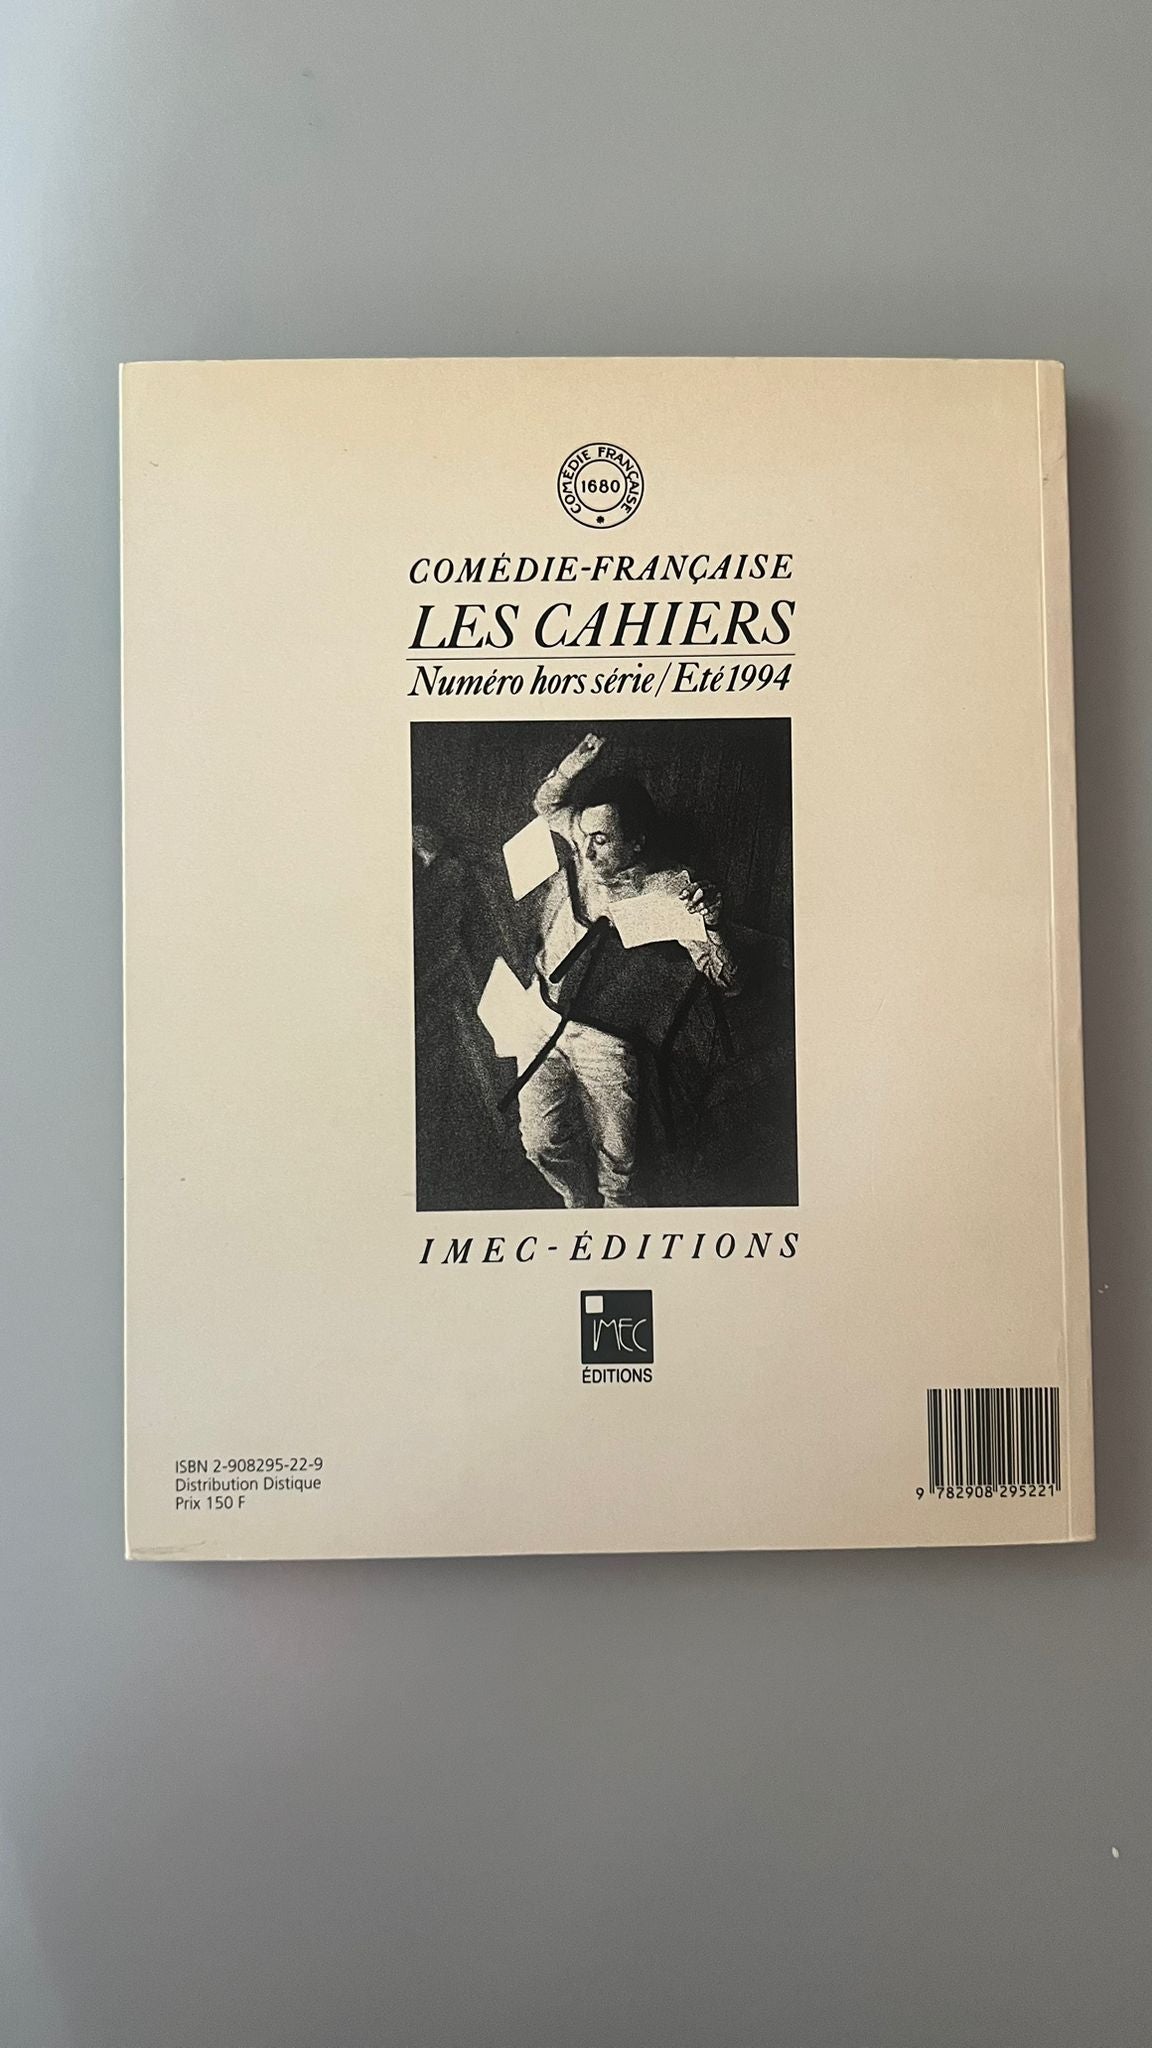 COMÉDIE FRANÇAISE
1680
COMÉDIE-FRANÇAISE
LES CAHIERS
Numéro hors série/Eté 1994
IMEC-ÉDITIONS
IMEC
ÉDITIONS
ISBN 2-908295-22-9
Distribution Distique
Prix 150 F
9 782908 295221